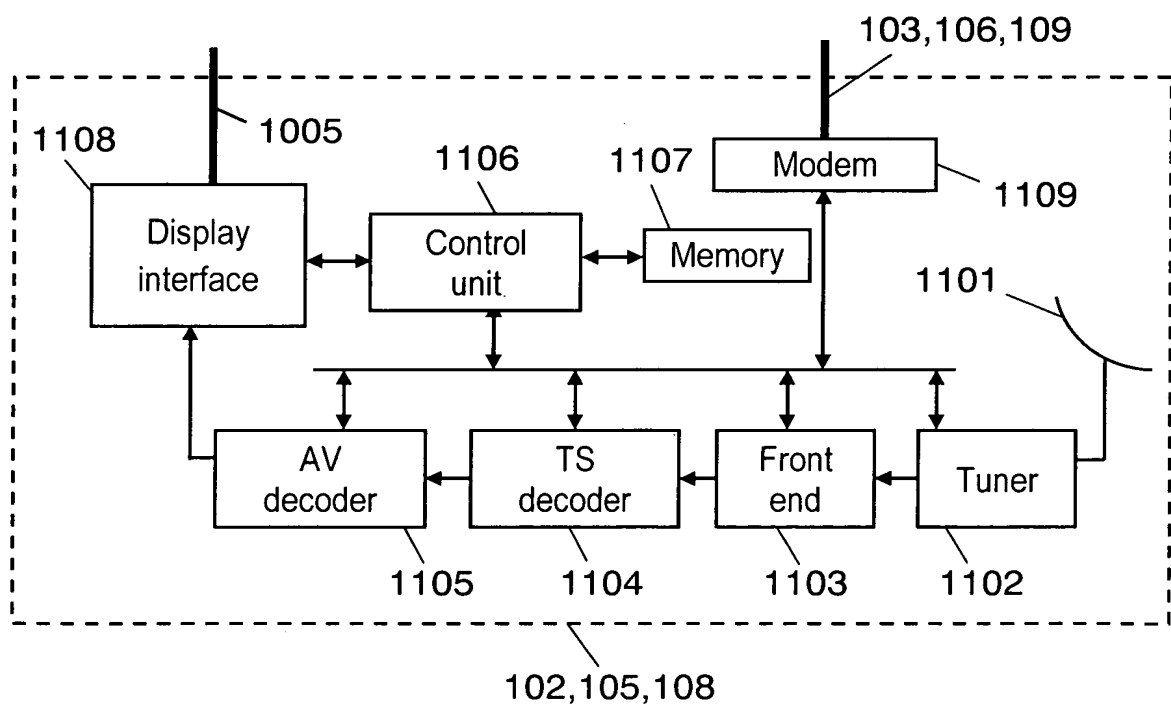 103,106,109
1005
1108
1106
1107
Modem
1109
Display
interface
Control
unit
Memory
1101
AV
decoder
TS
decoder
Front
end
Tuner
1105
1104
1103
1102
102,105,108